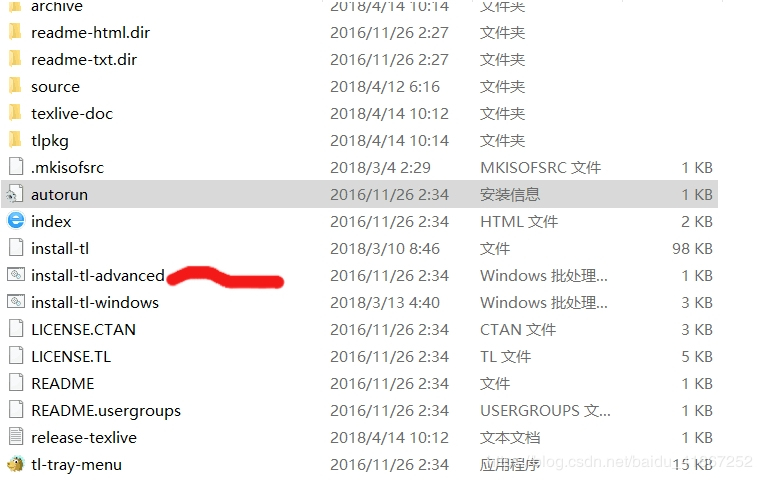 archive 2018/4/14 10:14 文件夹
readme-html.dir 2016/11/26 2:27 文件夹
readme-txt.dir 2016/11/26 2:27 文件夹
source 2018/4/12 6:16 文件夹
texlive-doc 2018/4/14 10:12 文件夹
tlpkg 2018/4/14 10:14 文件夹
.mkisofsrc 2018/3/4 2:29 MKISOFSRC 文件 1 KB
autorun 2016/11/26 2:34 安装信息 1 KB
index 2016/11/26 2:34 HTML 文件 2 KB
install-tl 2018/3/10 8:46 文件 98 KB
install-tl-advanced 2016/11/26 2:34 Windows 批处理... 1 KB
install-tl-windows 2018/3/13 4:40 Windows 批处理... 3 KB
LICENSE.CTAN 2016/11/26 2:34 CTAN 文件 3 KB
LICENSE.TL 2016/11/26 2:34 TL 文件 5 KB
README 2016/11/26 2:34 文件 3 KB
README.usergroups 2016/11/26 2:34 USERGROUPS 文... 3 KB
release-texlive 2018/4/14 10:12 文本文档 1 KB
tl-tray-menu 2016/11/26 2:34 应用程序 15 KB